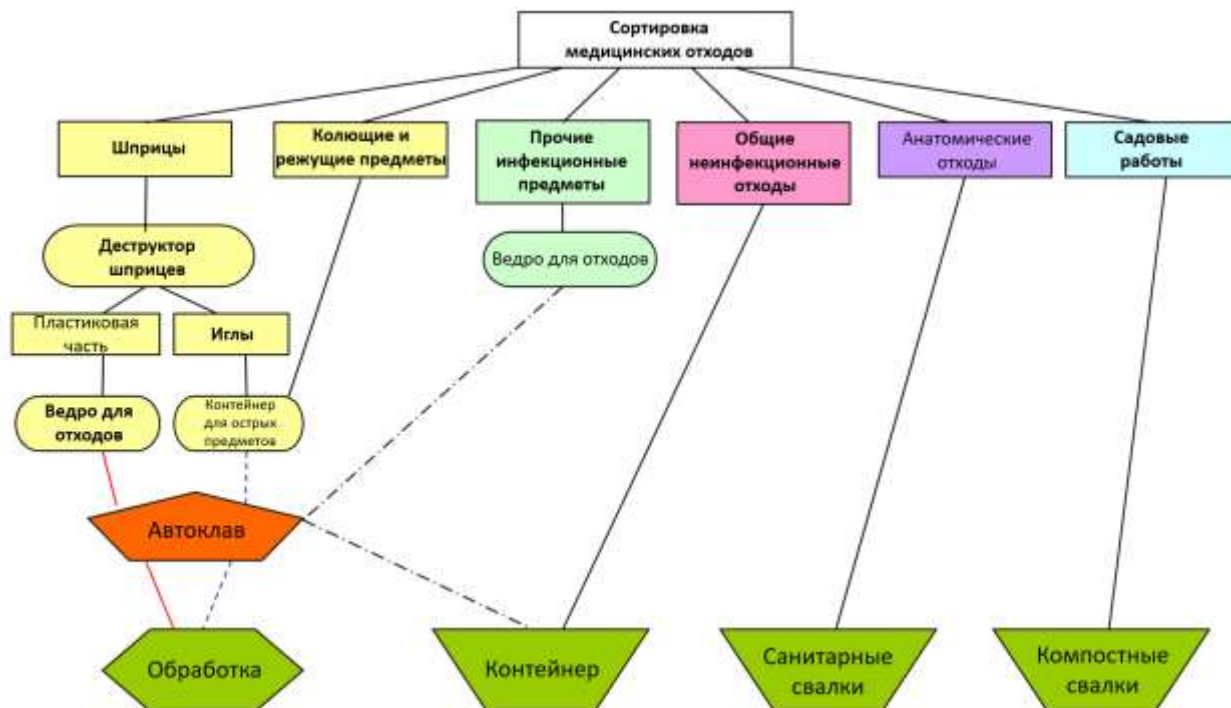 Сортировка
медицинских отходов
Шприцы
Колющие и
режущие предметы
Прочие
инфекционные
предметы
Общие
неинфекционные
отходы
Анатомические
отходы
Садовые
работы
Деструктор
шприцев
Ведро для отходов
Пластиковая
часть
Иглы
Ведро для
отходов
Контейнер
для острых
предметов
Автоклав
Обработка
Контейнер
Санитарные
свалки
Компостные
свалки